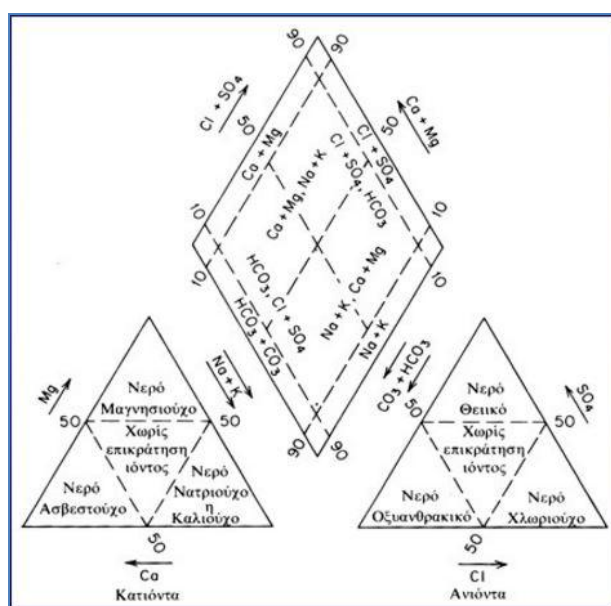 90
90
Cl + SO4
50
50
Ca + Mg
Ca + Mg
Cl + SO4
Ca + Mg, Na + K
Cl + SO4, HCO3
10
10
10
10
HCO3, Cl + SO4
HCO3 + CO3
Na + K, Ca + Mg
Na + K
90
90
Mg
Na + K
50
50
Νερό
Μαγνησιούχο
Χωρίς
επικράτηση
ιόντος
Νερό
Ασβεστούχο
Νερό
Νατριούχο
η
Καλιούχο
50
Ca
Κατιόντα
CO3 + HCO3
SO4
50
50
Νερό
Θειικό
Χωρίς
επικράτηση
ιόντος
Νερό
Οξυανθρακικό
Νερό
Χλωριούχο
50
Cl
Ανιόντα